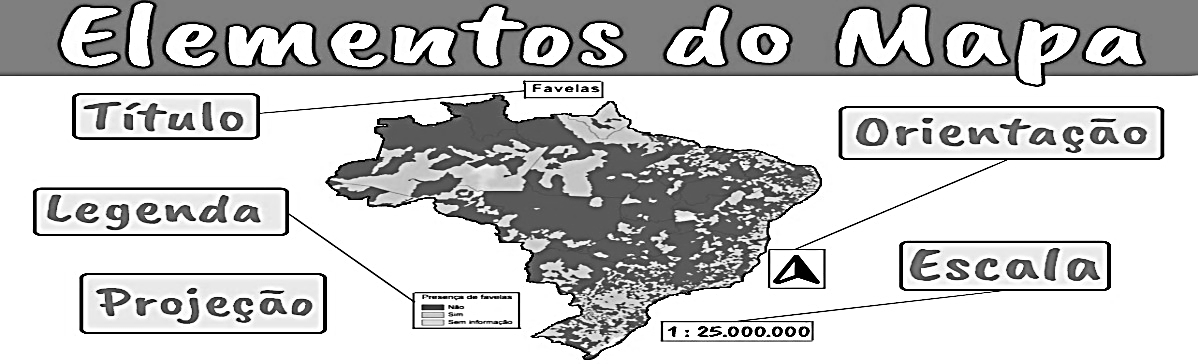 Elementos do Mapa
Título
Favelas
Orientação
Legenda
Escala
Projeção
Presença de favelas
Não
Sim
Sem informação
1 : 25.000.000